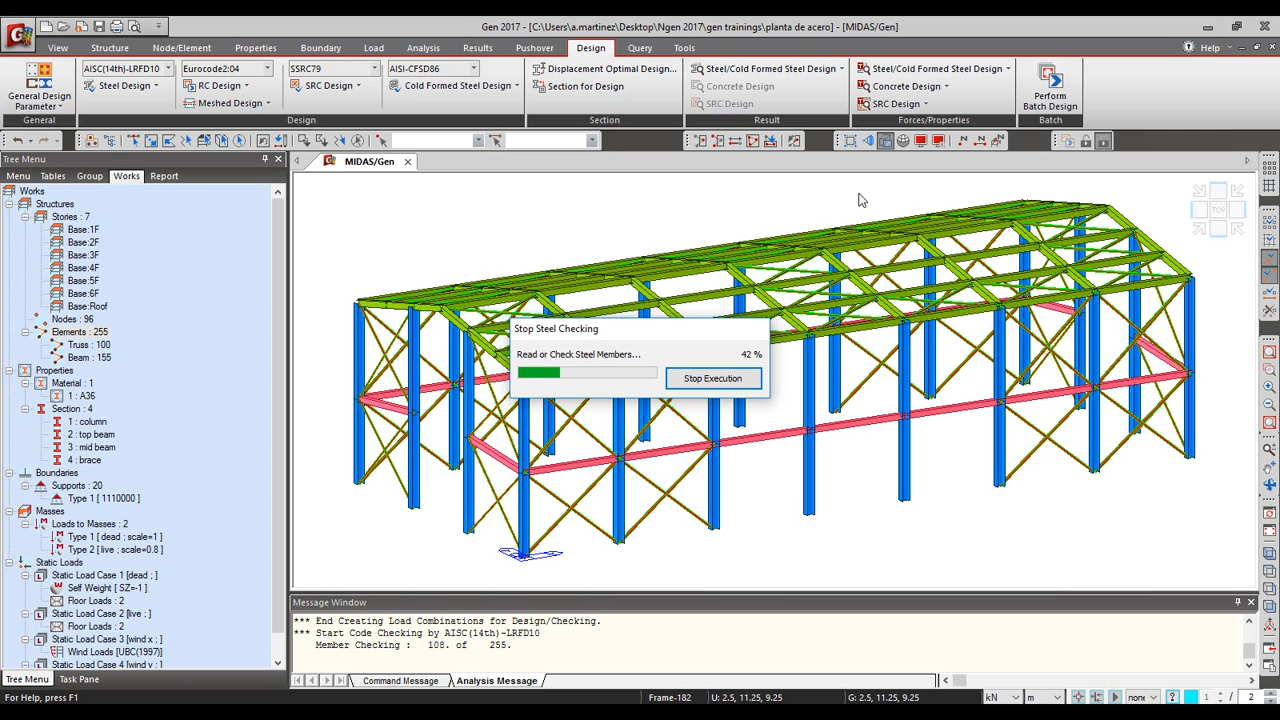 Gen 2017 - [C:\Users\a.martinez\Desktop\Ngen\gen trainings\planta de acero] - [MIDAS/Gen]
View Structure Node/Element Properties Boundary Load Analysis Results Pushover Design Query Tools Help
AISC(14th)-LRFD10 Eurocode2:04 SSRC79 AISI-CFSD86 Displacement Optimal Design... Steel/Cold Formed Steel Design Steel/Cold Formed Steel Design
General Design Parameter Steel Design RC Design SRC Design Cold Formed Steel Design Section for Design Concrete Design Concrete Design Perform Batch Design
Meshed Design SRC Design SRC Design
General Design Section Result Forces/Properties Batch
Tree Menu
MIDAS/Gen
Menu Tables Group Works Report
Works
Structures
Stories : 7
Base:1F
Base:2F
Base:3F
Base:4F
Base:5F
Base:6F
Base:Roof
Nodes : 96
Elements : 255
Truss : 100
Beam : 155
Properties
Material : 1
1 : A36
Section : 4
1 : column
2 : top beam
3 : mid beam
4 : brace
Boundaries
Supports : 20
Type 1 [ 1110000 ]
Masses
Loads to Masses : 2
Type 1 [dead ; scale=1]
Type 2 [live ; scale=0.8]
Static Loads
Static Load Case 1 [dead ; ]
Self Weight [ SZ=-1 ]
Floor Loads : 2
Static Load Case 2 [live ; ]
Floor Loads : 2
Static Load Case 3 [wind x ; ]
Wind Loads [UBC(1997)]
Static Load Case 4 [wind y ; ]
Tree Menu Task Pane
TOP
Stop Steel Checking
Read or Check Steel Members... 42 %
Stop Execution
Message Window
*** End Creating Load Combinations for Design/Checking.
*** Start Code Checking by AISC(14th)-LRFD10
Member Checking : 108. of 255.
Command Message Analysis Message
For Help, press F1 Frame-182 U: 2.5, 11.25, 9.25 G: 2.5, 11.25, 9.25 kN m none ? 1 / 2